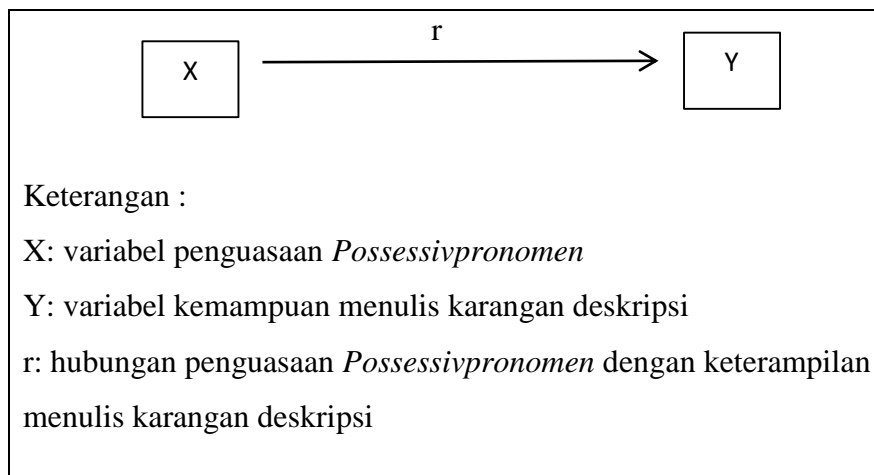 r
X
Y
Keterangan :
X: variabel penguasaan Possessivpronomen
Y: variabel kemampuan menulis karangan deskripsi
r: hubungan penguasaan Possessivpronomen dengan keterampilan
menulis karangan deskripsi